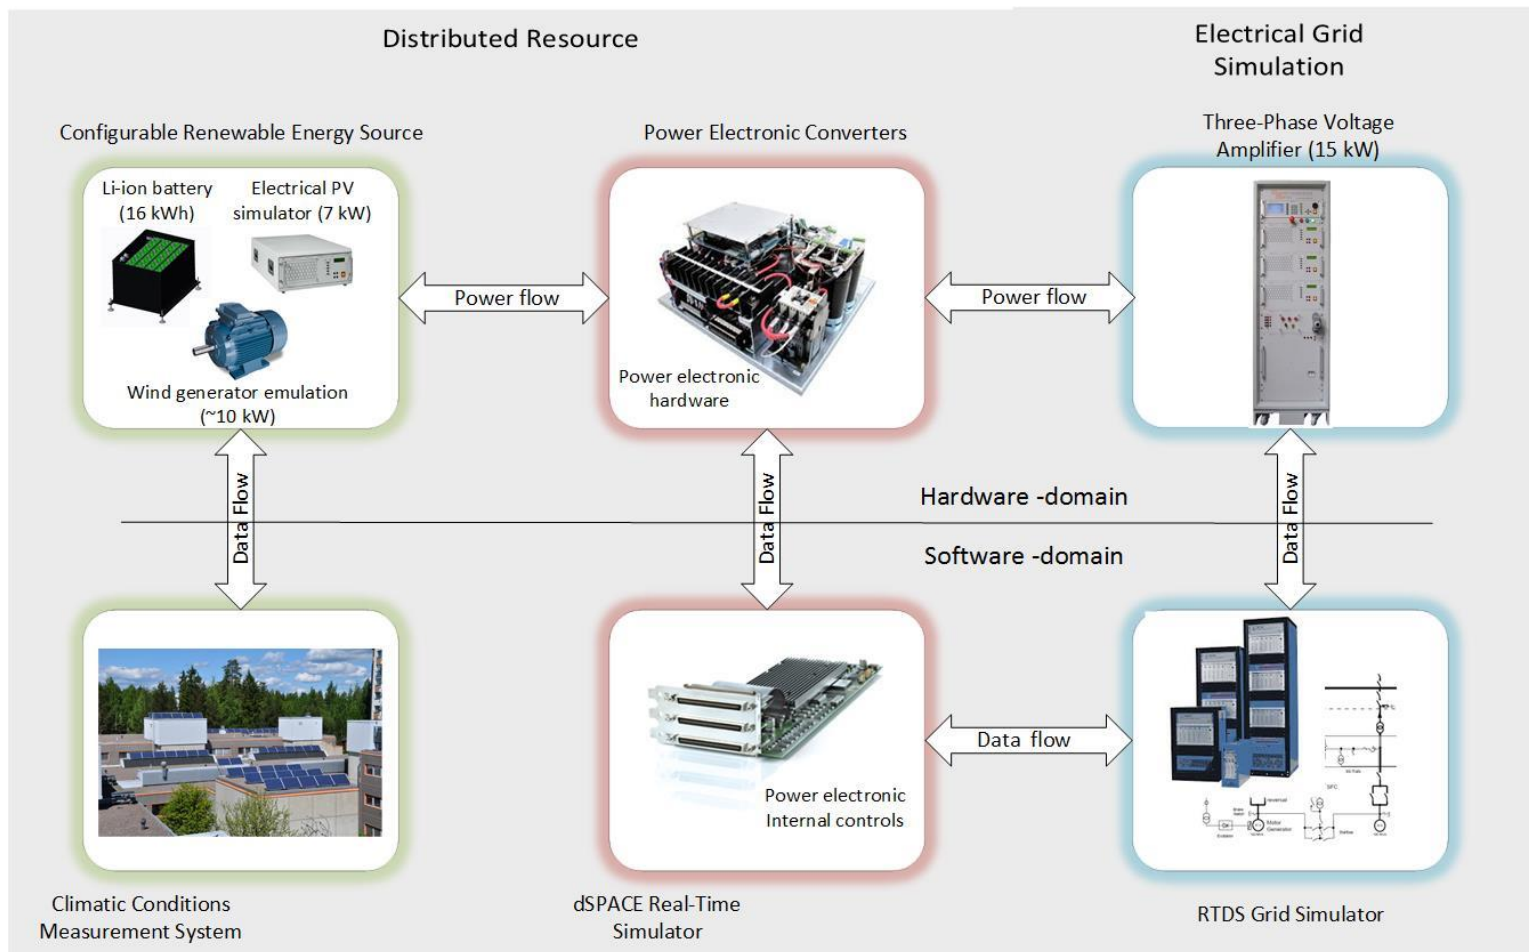 Distributed Resource
Electrical Grid
Simulation
Configurable Renewable Energy Source
Power Electronic Converters
Three-Phase Voltage
Amplifier (15 kW)
Li-ion battery
(16 kWh)
Electrical PV
simulator (7 kW)
Wind generator emulation
(~10 kW)
Power flow
Power electronic
hardware
Power flow
Data Flow
Data Flow
Data Flow
Hardware -domain
Software -domain
Power electronic
Internal controls
Data flow
SFC
Motor
Generator
Climatic Conditions
Measurement System
dSPACE Real-Time
Simulator
RTDS Grid Simulator